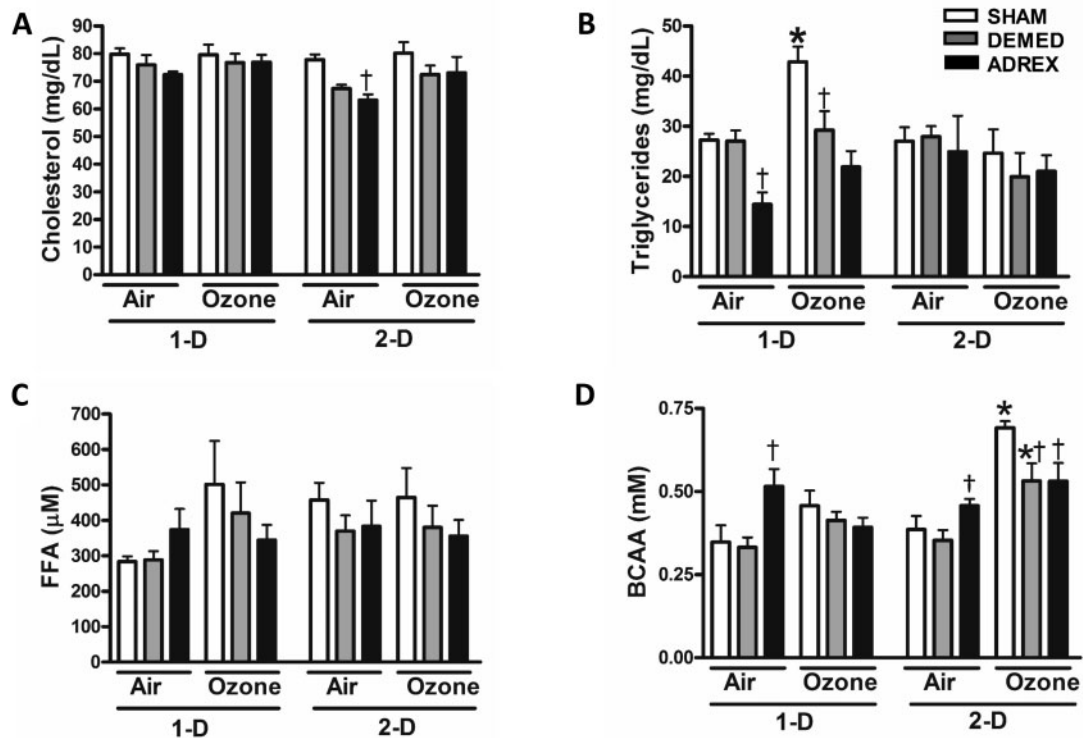 A
Cholesterol (mg/dL)
90
80
70
60
50
40
30
20
10
0
†
Air
Ozone
Air
Ozone
1-D
2-D
B
Triglycerides (mg/dL)
50
40
30
20
10
0
†
*
†
SHAM
DEMED
ADREX
Air
Ozone
Air
Ozone
1-D
2-D
C
FFA (µM)
700
600
500
400
300
200
100
0
Air
Ozone
Air
Ozone
1-D
2-D
D
BCAA (mM)
0.75
0.50
0.25
0.00
†
†
*
*†
†
Air
Ozone
Air
Ozone
1-D
2-D